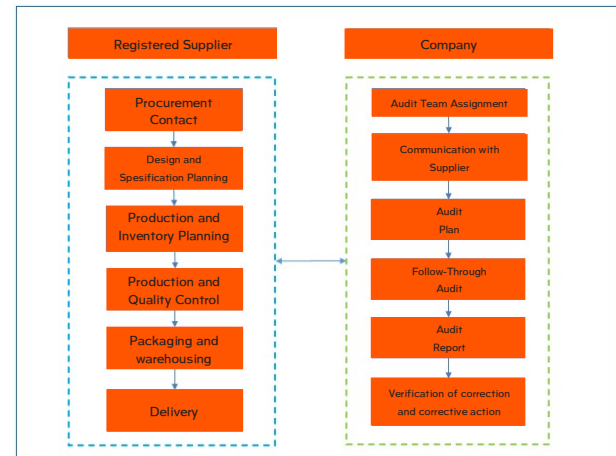 Registered Supplier
Procurement
Contact
Design and
Spesification Planning
Production and
Inventory Planning
Production and
Quality Control
Packaging and
warehousing
Delivery
Company
Audit Team Assignment
Communication with
Supplier
Audit
Plan
Follow-Through
Audit
Audit
Report
Verification of correction
and corrective action